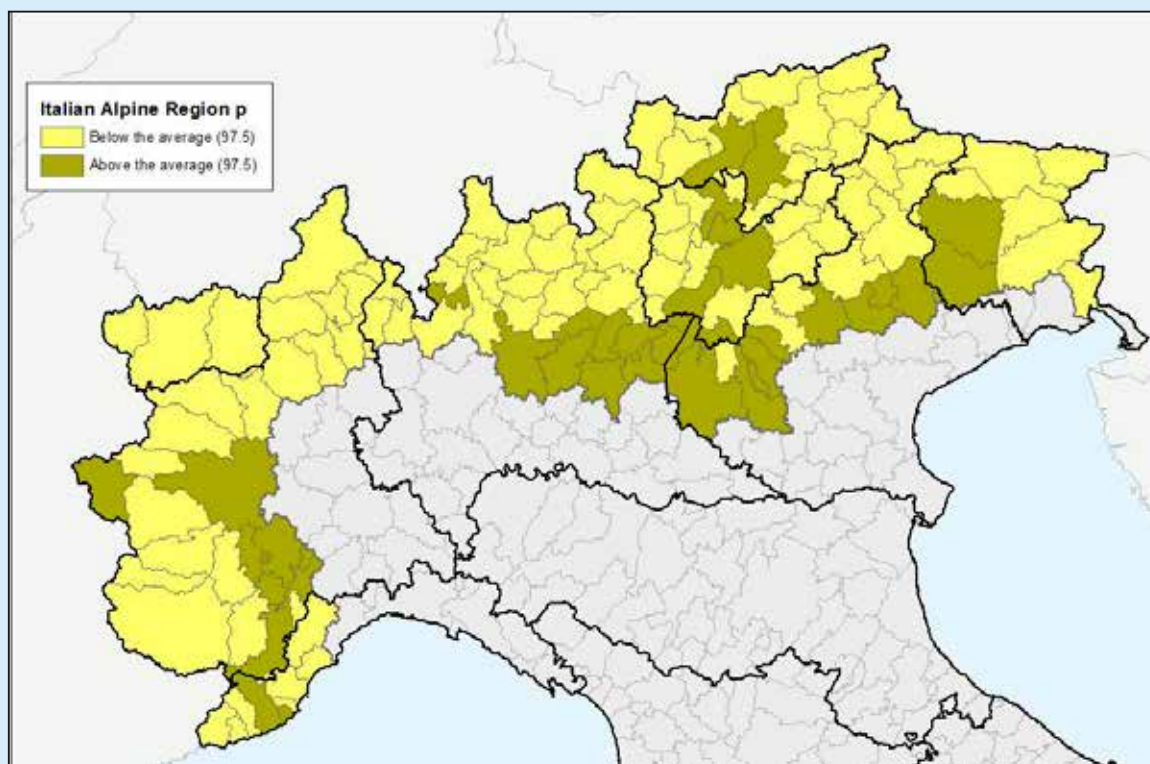 Italian Alpine Region p
Below the average (97.5)
Above the average (97.5)